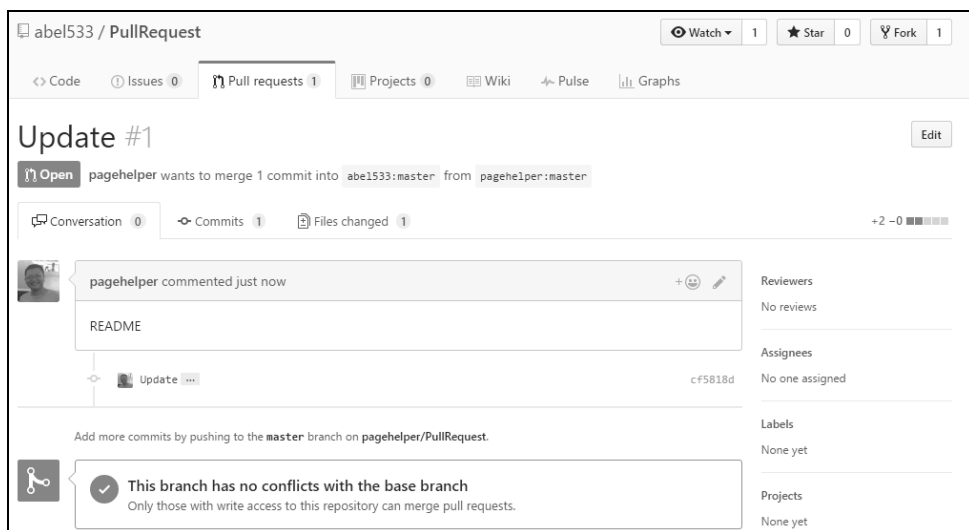 abel533 / PullRequest
Watch 1 Star 0 Fork 1
Code Issues 0 Pull requests 1 Projects 0 Wiki Pulse Graphs
Update #1
Edit
Open pagehelper wants to merge 1 commit into abel533:master from pagehelper:master
Conversation 0 Commits 1 Files changed 1 +2 −0
pagehelper commented just now
README
Update …
cf5818d
Add more commits by pushing to the master branch on pagehelper/PullRequest.
This branch has no conflicts with the base branch
Only those with write access to this repository can merge pull requests.
Reviewers
No reviews
Assignees
No one assigned
Labels
None yet
Projects
None yet